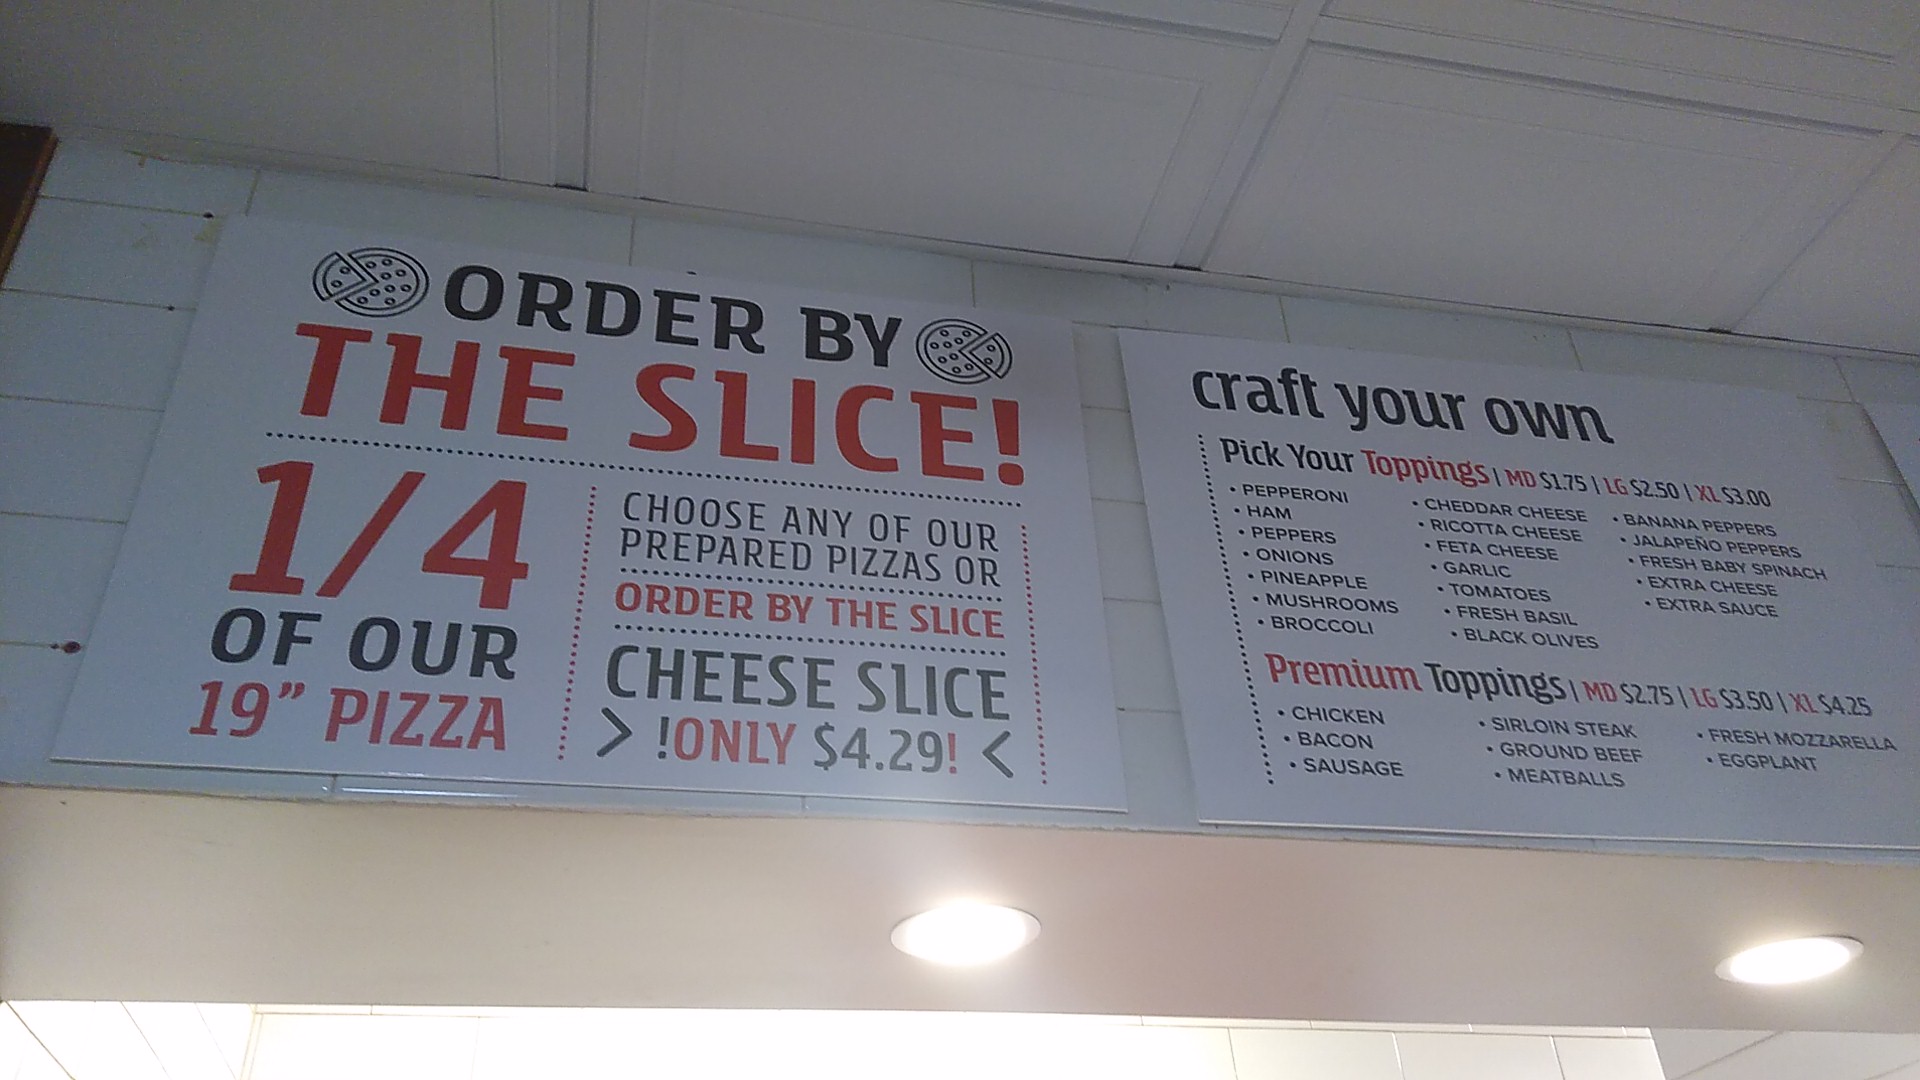 ORDER BY
THE SLICE!
1/4
OF OUR
19" PIZZA
CHOOSE ANY OF OUR
PREPARED PIZZAS OR
ORDER BY THE SLICE
CHEESE SLICE
> !ONLY $4.29! <
craft your own
Pick Your Toppings | MD $1.75 | LG $2.50 | XL $3.00
• PEPPERONI
• HAM
• PEPPERS
• ONIONS
• PINEAPPLE
• MUSHROOMS
• BROCCOLI
• CHEDDAR CHEESE
• RICOTTA CHEESE
• FETA CHEESE
• GARLIC
• TOMATOES
• FRESH BASIL
• BLACK OLIVES
• BANANA PEPPERS
• JALAPEÑO PEPPERS
• FRESH BABY SPINACH
• EXTRA CHEESE
• EXTRA SAUCE
Premium Toppings | MD $2.75 | LG $3.50 | XL $4.25
• CHICKEN
• BACON
• SAUSAGE
• SIRLOIN STEAK
• GROUND BEEF
• MEATBALLS
• FRESH MOZZARELLA
• EGGPLANT